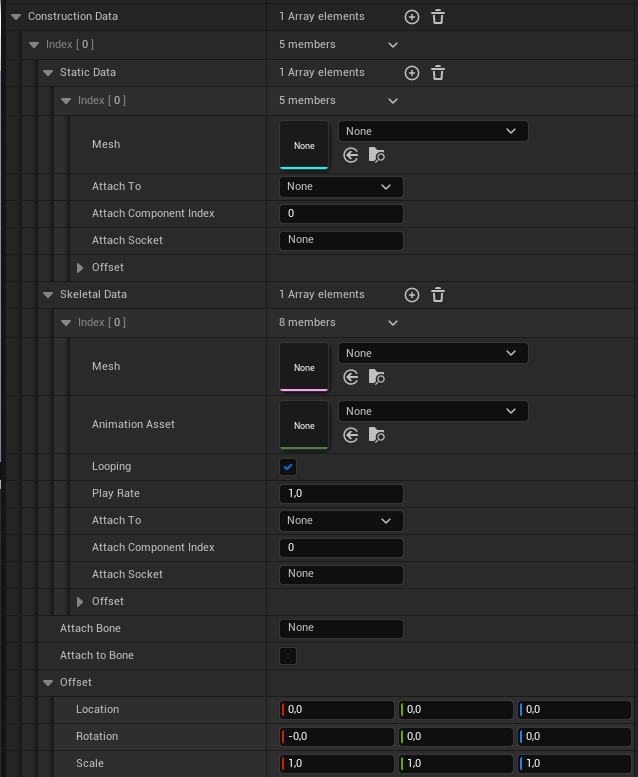 Construction Data 1 Array elements
Index [ 0 ] 5 members
Static Data 1 Array elements
Index [ 0 ] 5 members
Mesh None None
Attach To None
Attach Component Index 0
Attach Socket None
Offset
Skeletal Data 1 Array elements
Index [ 0 ] 8 members
Mesh None None
Animation Asset None None
Looping
Play Rate 1,0
Attach To None
Attach Component Index 0
Attach Socket None
Offset
Attach Bone None
Attach to Bone
Offset
Location 0,0 0,0 0,0
Rotation -0,0 0,0 0,0
Scale 1,0 1,0 1,0